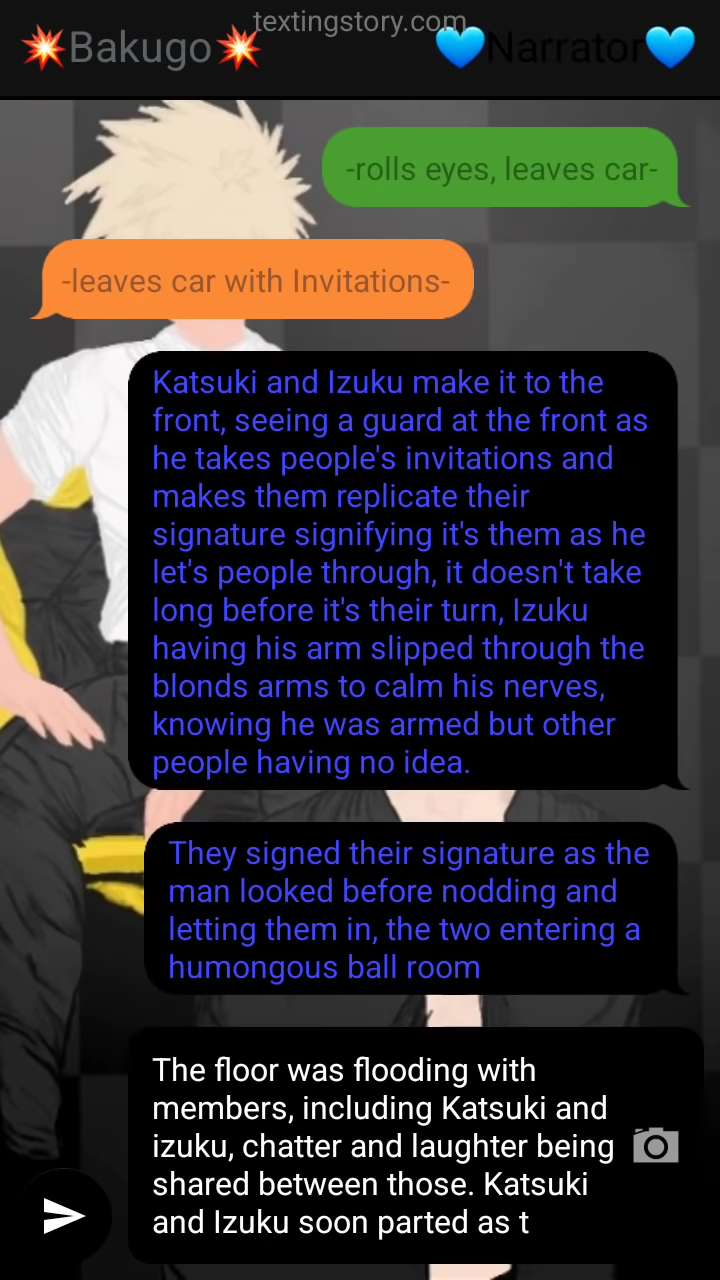 textingstory.com
💥Bakugo💥
💙Narrator💙
-rolls eyes, leaves car-
-leaves car with Invitations-
Katsuki and Izuku make it to the
front, seeing a guard at the front as
he takes people's invitations and
makes them replicate their
signature signifying it's them as he
let's people through, it doesn't take
long before it's their turn, Izuku
having his arm slipped through the
blonds arms to calm his nerves,
knowing he was armed but other
people having no idea.
They signed their signature as the
man looked before nodding and
letting them in, the two entering a
humongous ball room
The floor was flooding with
members, including Katsuki and
izuku, chatter and laughter being
shared between those. Katsuki
and Izuku soon parted as t